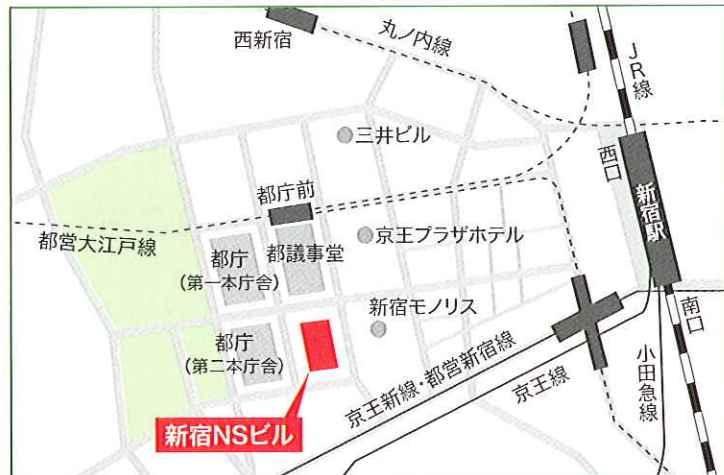 西新宿
丸ノ内線
JR線
三井ビル
西口
新宿駅
都庁前
都営大江戸線
京王プラザホテル
都議事堂
都庁
(第一本庁舎)
新宿モノリス
南口
都庁
(第二本庁舎)
京王新線・都営新宿線
京王線
小田急線
新宿NSビル